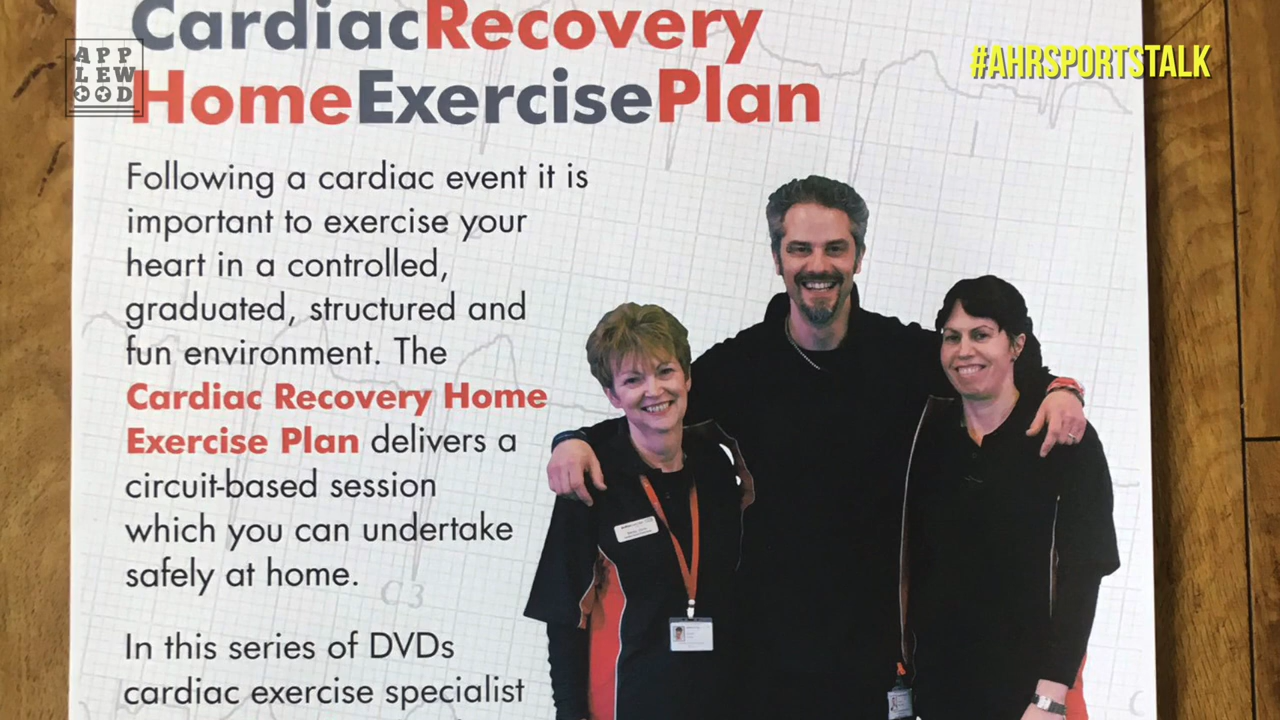 CardiacRecovery
HomeExercisePlan
APP
LEW
OOD
#AHRSPORTSTALK
Following a cardiac event it is
important to exercise your
heart in a controlled,
graduated, structured and
fun environment. The
Cardiac Recovery Home
Exercise Plan delivers a
circuit-based session
which you can undertake
safely at home.
In this series of DVDs
cardiac exercise specialist
C3